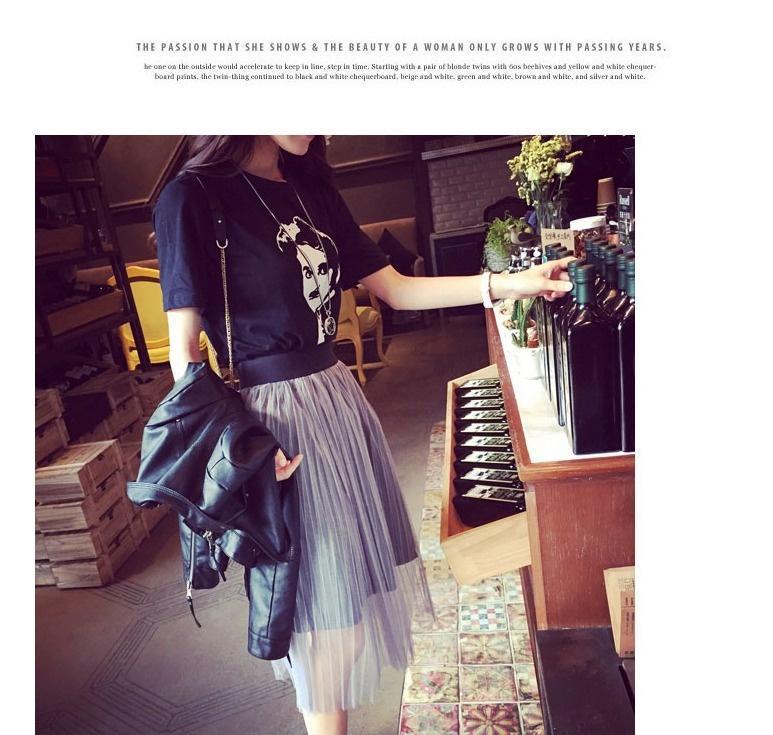 THE PASSION THAT SHE SHOWS & THE BEAUTY OF A WOMAN ONLY GROWS WITH PASSING YEARS.
he one on the outside would accelerate to keep in line, step in time. Starting with a pair of blonde twins with 60s beehives and yellow and white chequer-
board prints, the twin-thing continued to black and white chequerboard, beige and white, green and white, brown and white, and silver and white.